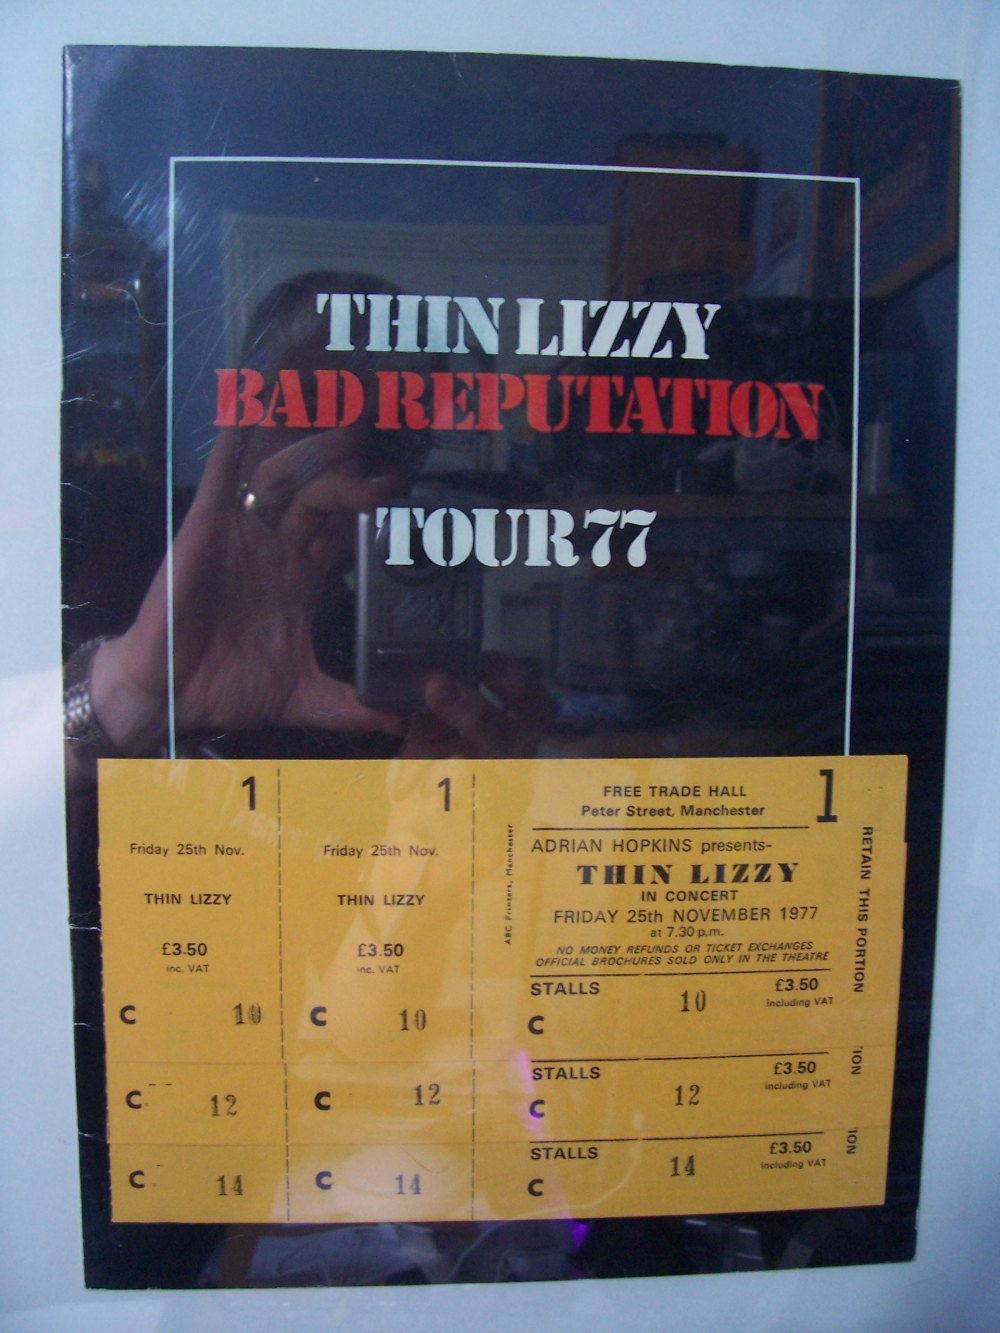 THIN LIZZY
BAD REPUTATION
TOUR 77
1
Friday 25th Nov.
THIN LIZZY
£3.50
inc. VAT
C 10
C 12
C 14
1
Friday 25th Nov.
THIN LIZZY
£3.50
inc. VAT
C 10
C 12
C 14
ABC Printers, Manchester
FREE TRADE HALL
Peter Street, Manchester
1
ADRIAN HOPKINS presents-
THIN LIZZY
IN CONCERT
FRIDAY 25th NOVEMBER 1977
at 7.30 p.m.
NO MONEY REFUNDS OR TICKET EXCHANGES
OFFICIAL BROCHURES SOLD ONLY IN THE THEATRE
STALLS 10 £3.50
including VAT
C
STALLS £3.50
including VAT
C 12
STALLS £3.50
including VAT
C 14
RETAIN THIS PORTION
TION
ION